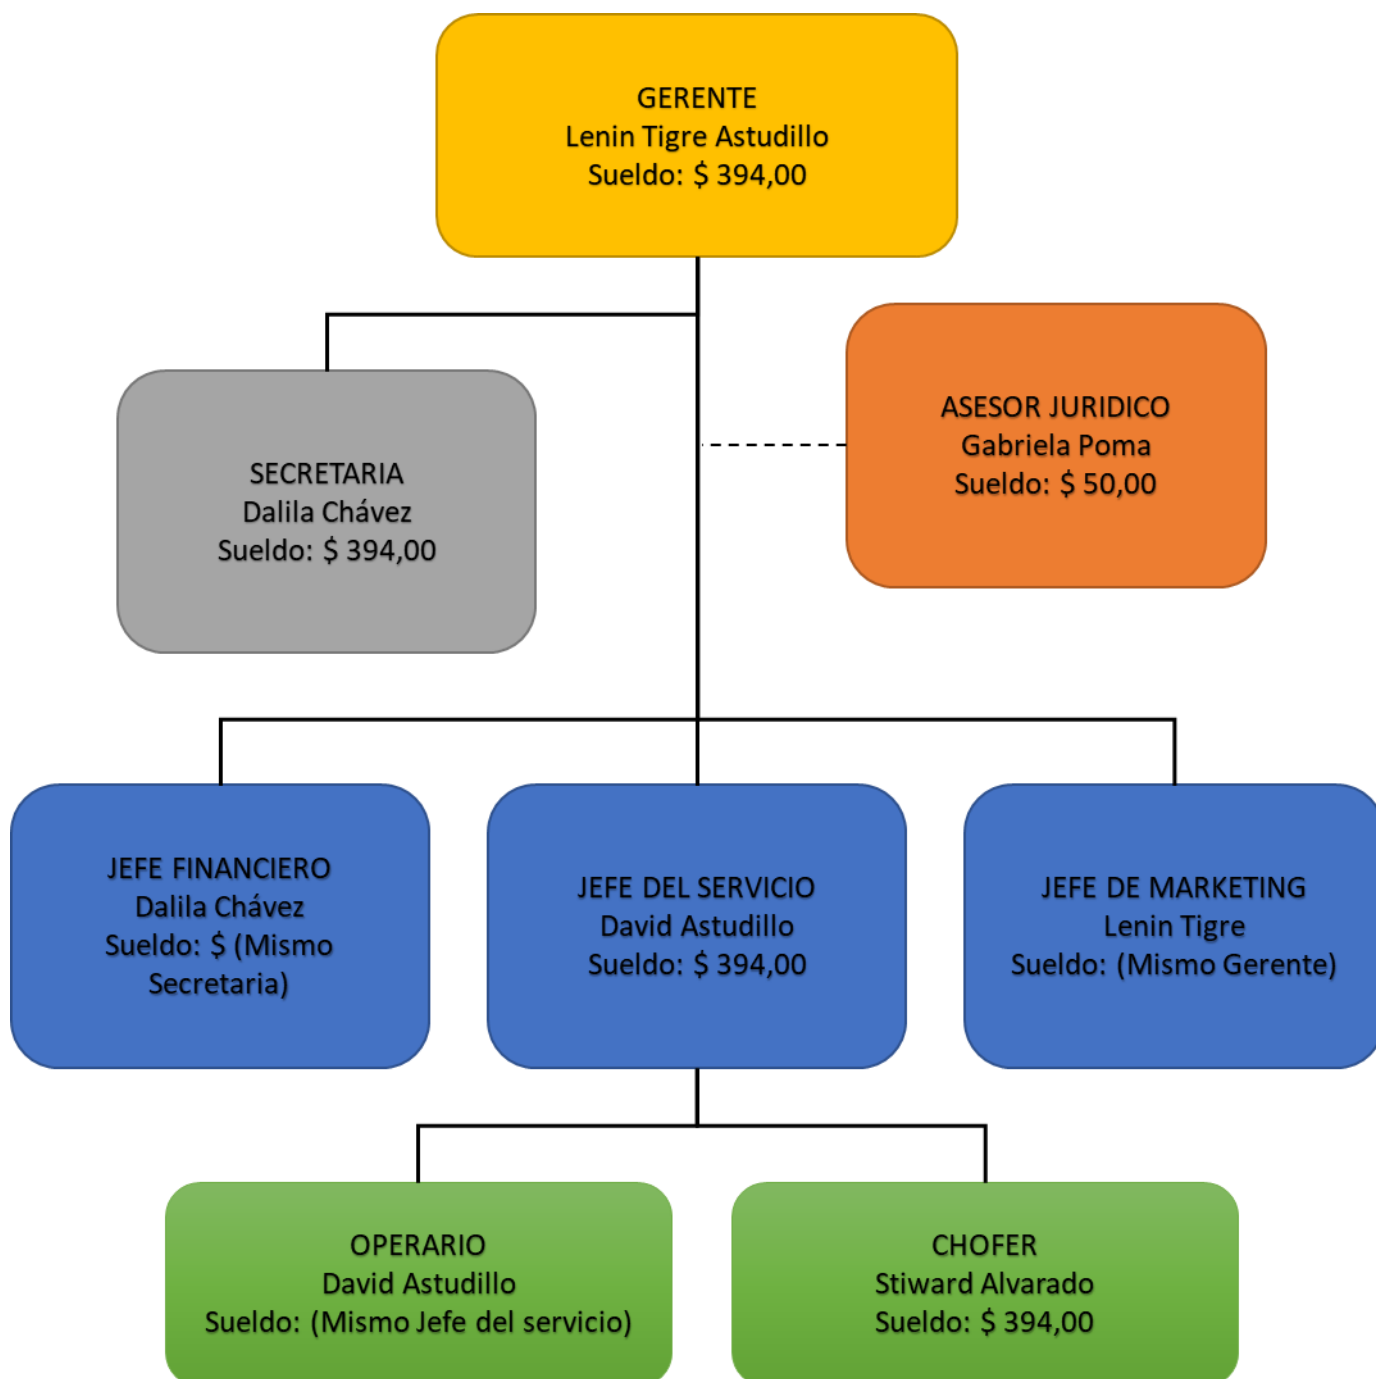 GERENTE
Lenin Tigre Astudillo
Sueldo: $ 394,00
ASESOR JURIDICO
Gabriela Poma
Sueldo: $ 50,00
SECRETARIA
Dalila Chávez
Sueldo: $ 394,00
JEFE FINANCIERO
Dalila Chávez
Sueldo: $ (Mismo
Secretaria)
JEFE DEL SERVICIO
David Astudillo
Sueldo: $ 394,00
JEFE DE MARKETING
Lenin Tigre
Sueldo: (Mismo Gerente)
OPERARIO
David Astudillo
Sueldo: (Mismo Jefe del servicio)
CHOFER
Stiward Alvarado
Sueldo: $ 394,00